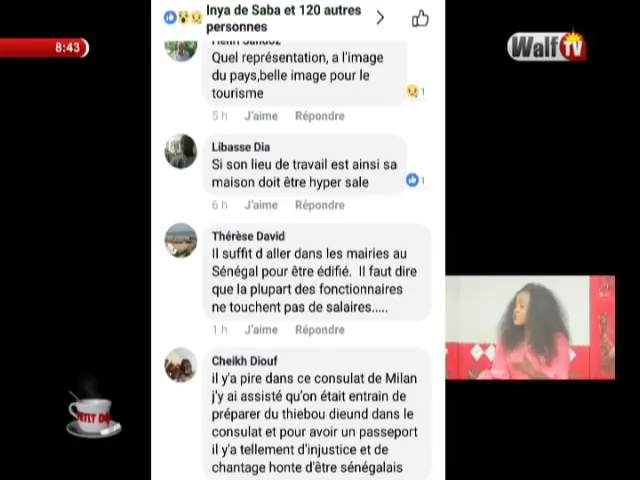 Inya de Saba et 120 autres
personnes
8:43
Walf TV
Henri Sandoz
Quel représentation, a l'image
du pays,belle image pour le
tourisme
1
5 h J'aime Répondre
Libasse Dia
Si son lieu de travail est ainsi sa
maison doit être hyper sale
1
6 h J'aime Répondre
Thérèse David
Il suffit d aller dans les mairies au
Sénégal pour être édifié. Il faut dire
que la plupart des fonctionnaires
ne touchent pas de salaires.....
1 h J'aime Répondre
Cheikh Diouf
il y'a pire dans ce consulat de Milan
j'y ai assisté qu'on était entrain de
préparer du thiebou dieund dans le
consulat et pour avoir un passeport
il y'a tellement d'injustice et de
chantage honte d'être sénégalais